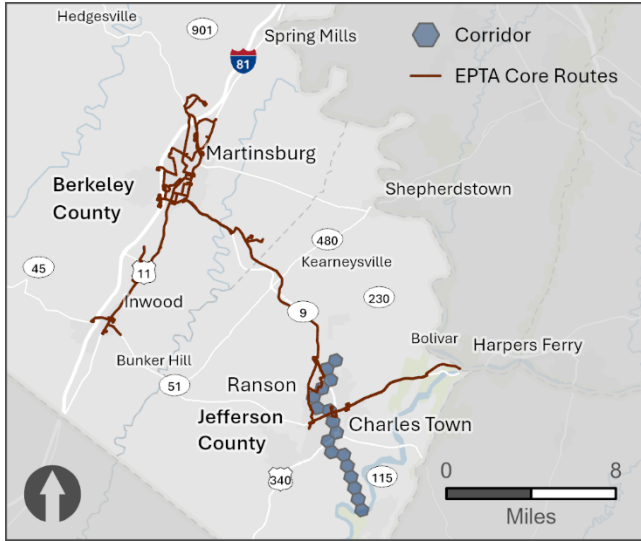 Hedgesville
901
Spring Mills
81
Corridor
EPTA Core Routes
Martinsburg
Berkeley
County
Shepherdstown
480
Kearneysville
45
11
230
Inwood
9
Bolivar
Harpers Ferry
Bunker Hill
51
Ranson
Jefferson
County
Charles Town
340
115
0
8
Miles